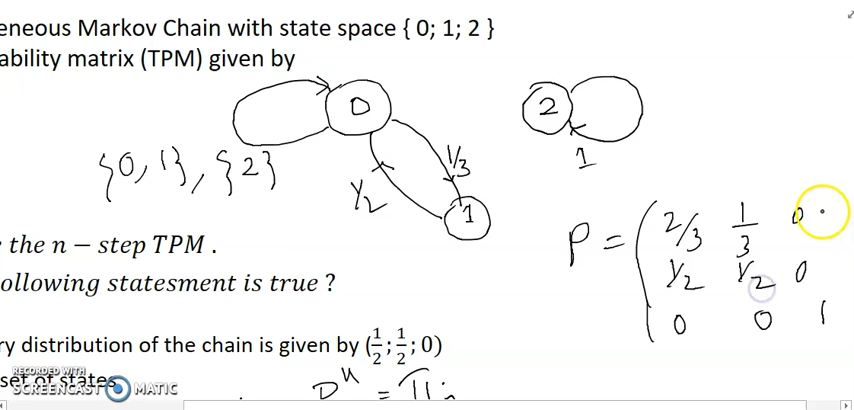 eneous Markov Chain with state space { 0; 1; 2 }
ability matrix (TPM) given by
0
2
1/3
1
{0, 1}, {2}
1/2
1
P = ( 2/3 1/3 0
1/2 1/2 0
0 0 1
the n − step TPM .
ollowing statesment is true ?
ry distribution of the chain is given by (1/2; 1/2; 0)
set of states
RECORDED WITH
SCREENCAST MATIC
= π